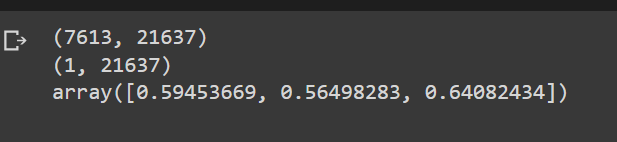 (7613, 21637)
(1, 21637)
array([0.59453669, 0.56498283, 0.64082434])